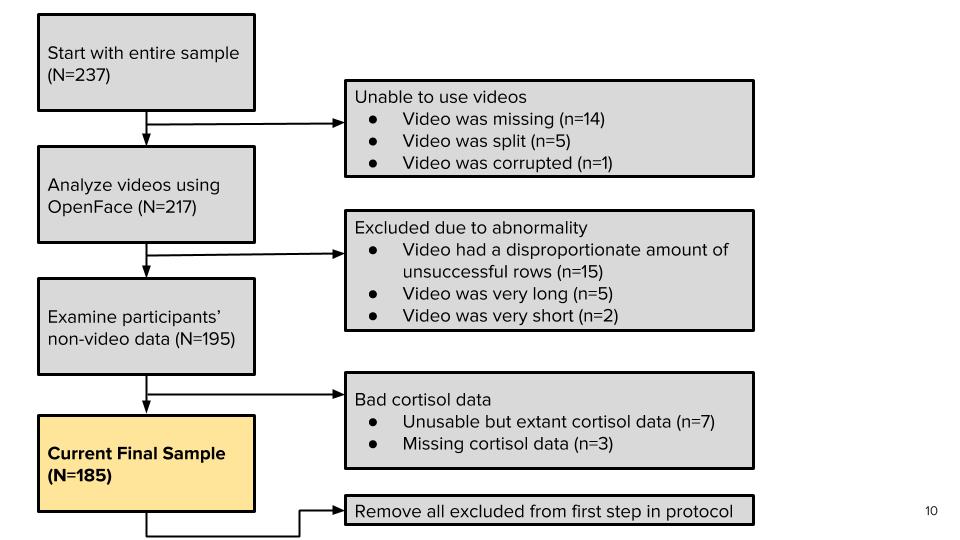 Start with entire sample
(N=237)
Unable to use videos
● Video was missing (n=14)
● Video was split (n=5)
● Video was corrupted (n=1)
Analyze videos using
OpenFace (N=217)
Excluded due to abnormality
● Video had a disproportionate amount of
unsuccessful rows (n=15)
● Video was very long (n=5)
● Video was very short (n=2)
Examine participants’
non-video data (N=195)
Bad cortisol data
● Unusable but extant cortisol data (n=7)
● Missing cortisol data (n=3)
Current Final Sample
(N=185)
Remove all excluded from first step in protocol
10